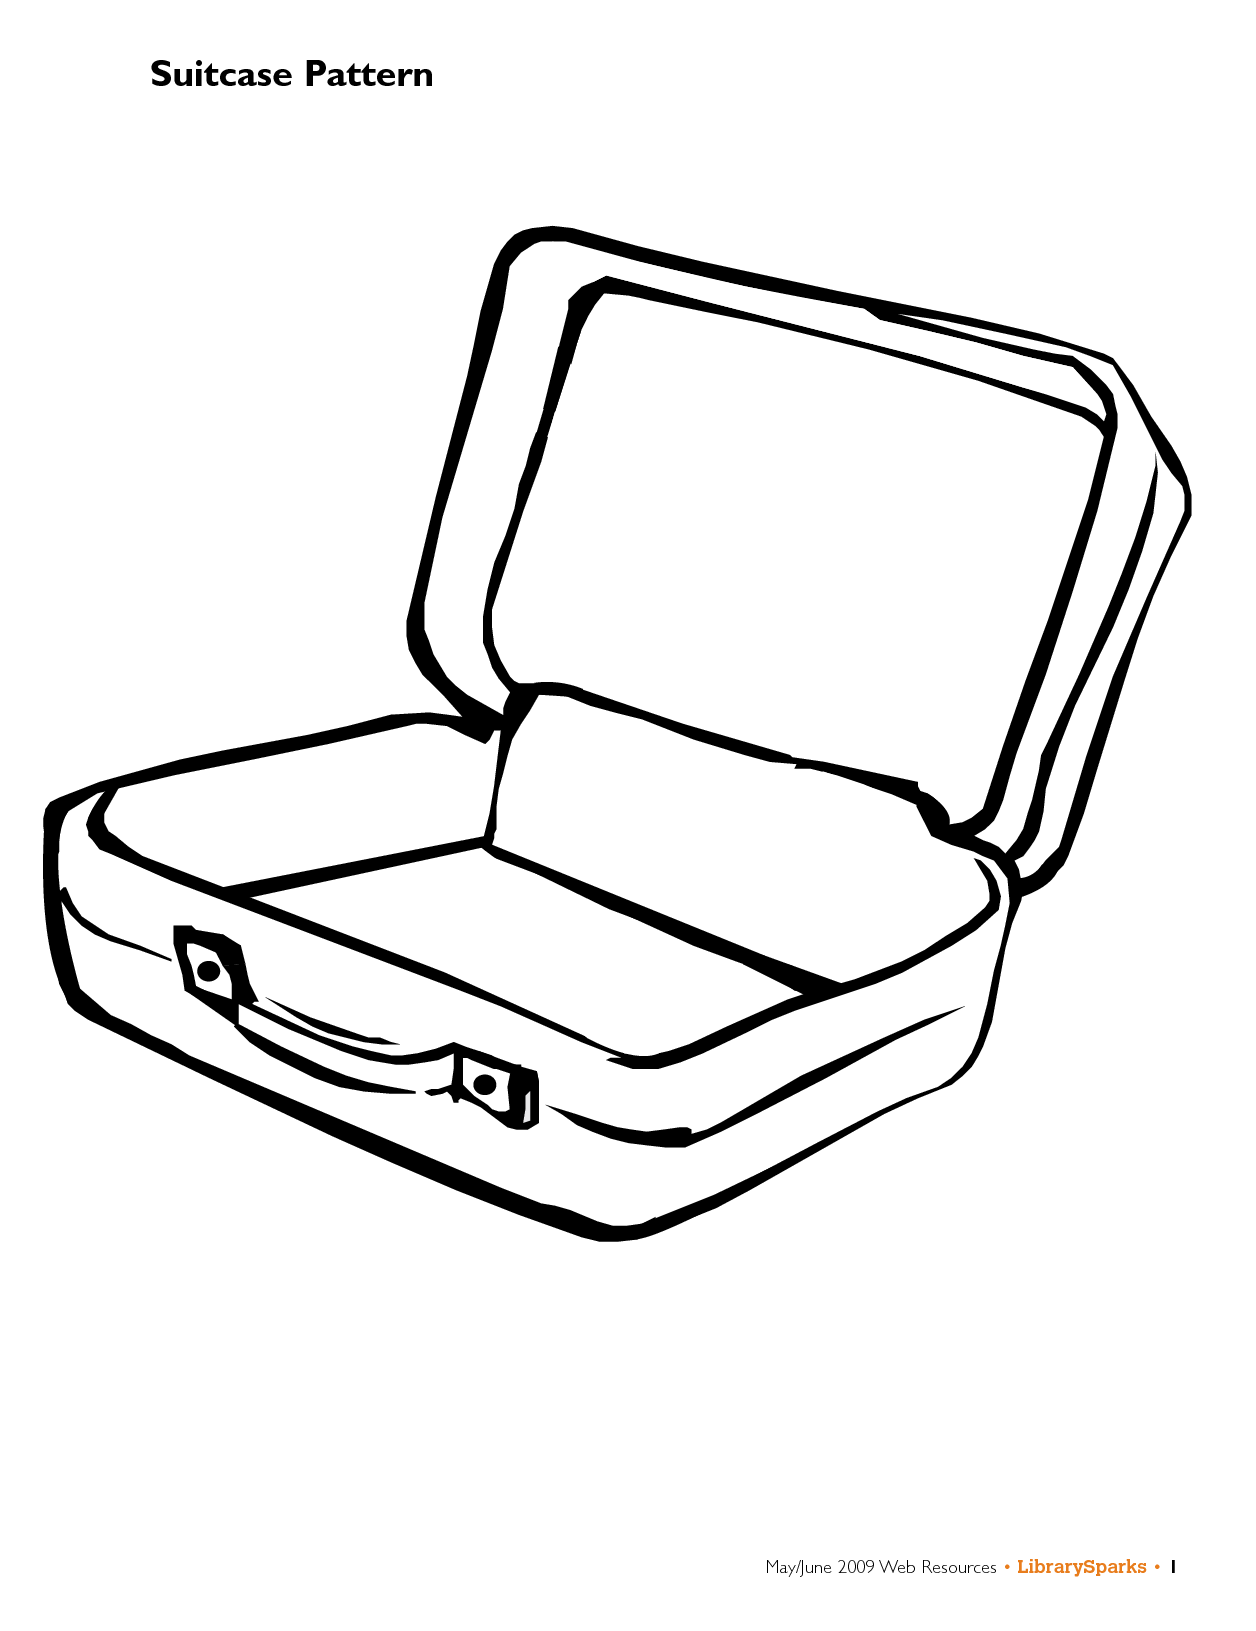 Suitcase Pattern
May/June 2009 Web Resources • LibrarySparks • 1